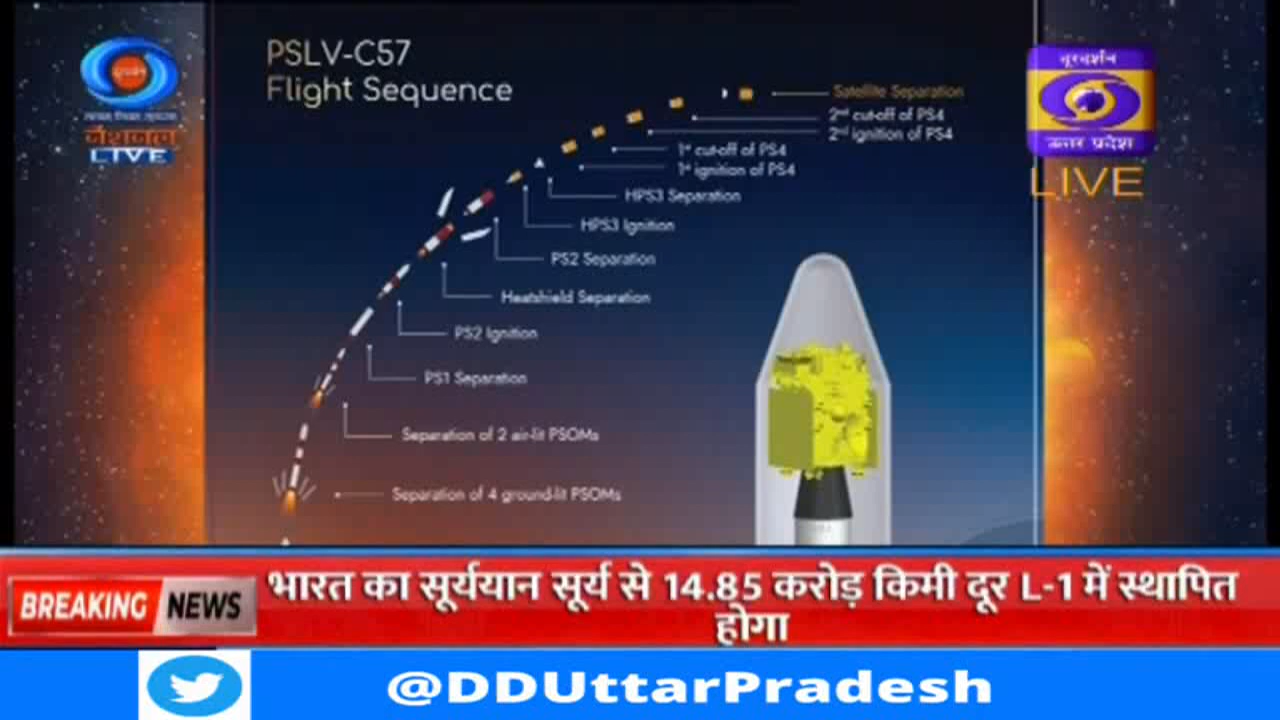 PSLV-C57
Flight Sequence
Satellite Separation
2nd cut-off of PS4
2nd ignition of PS4
1st cut-off of PS4
1st ignition of PS4
HPS3 Separation
HPS3 Ignition
PS2 Separation
Heatshield Separation
PS2 Ignition
PS1 Separation
Separation of 2 air-lit PSOMs
Separation of 4 ground-lit PSOMs
नेशनल
LIVE
दूरदर्शन
उत्तर प्रदेश
LIVE
BREAKING NEWS
भारत का सूर्ययान सूर्य से 14.85 करोड़ किमी दूर L-1 में स्थापित
होगा
@DDUttarPradesh